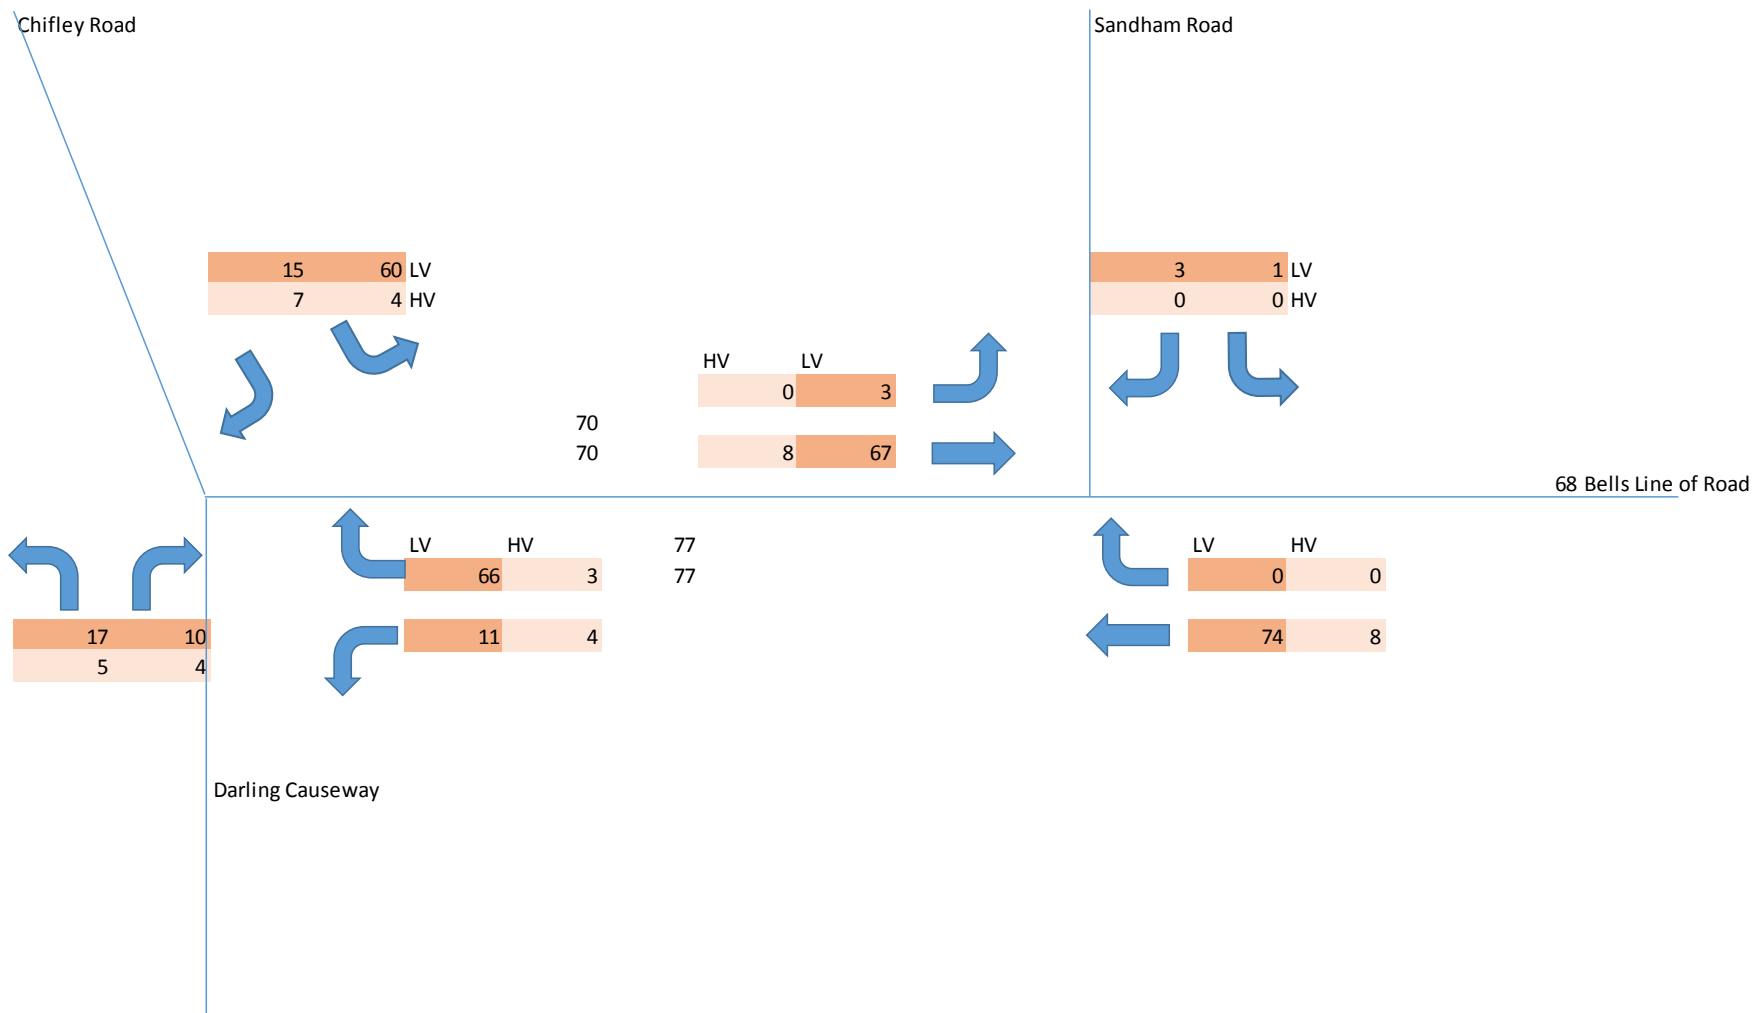 Chifley Road
Sandham Road
15 60 LV
7 4 HV
3 1 LV
0 0 HV
HV LV
0 3
70
70 8 67
68 Bells Line of Road
LV HV 77
66 3 77
11 4
LV HV
0 0
74 8
17 10
5 4
Darling Causeway